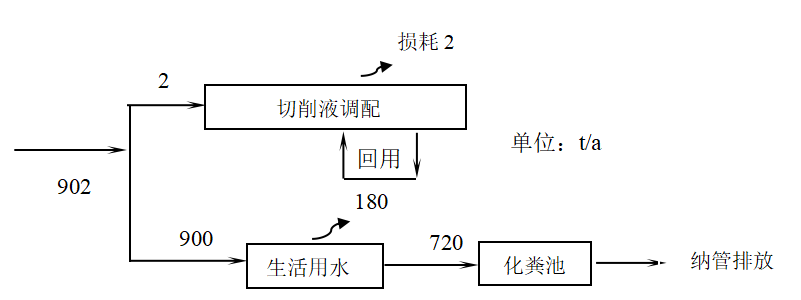 损耗 2
2
切削液调配
单位：t/a
回用
902
180
900
720
生活用水
化粪池
纳管排放